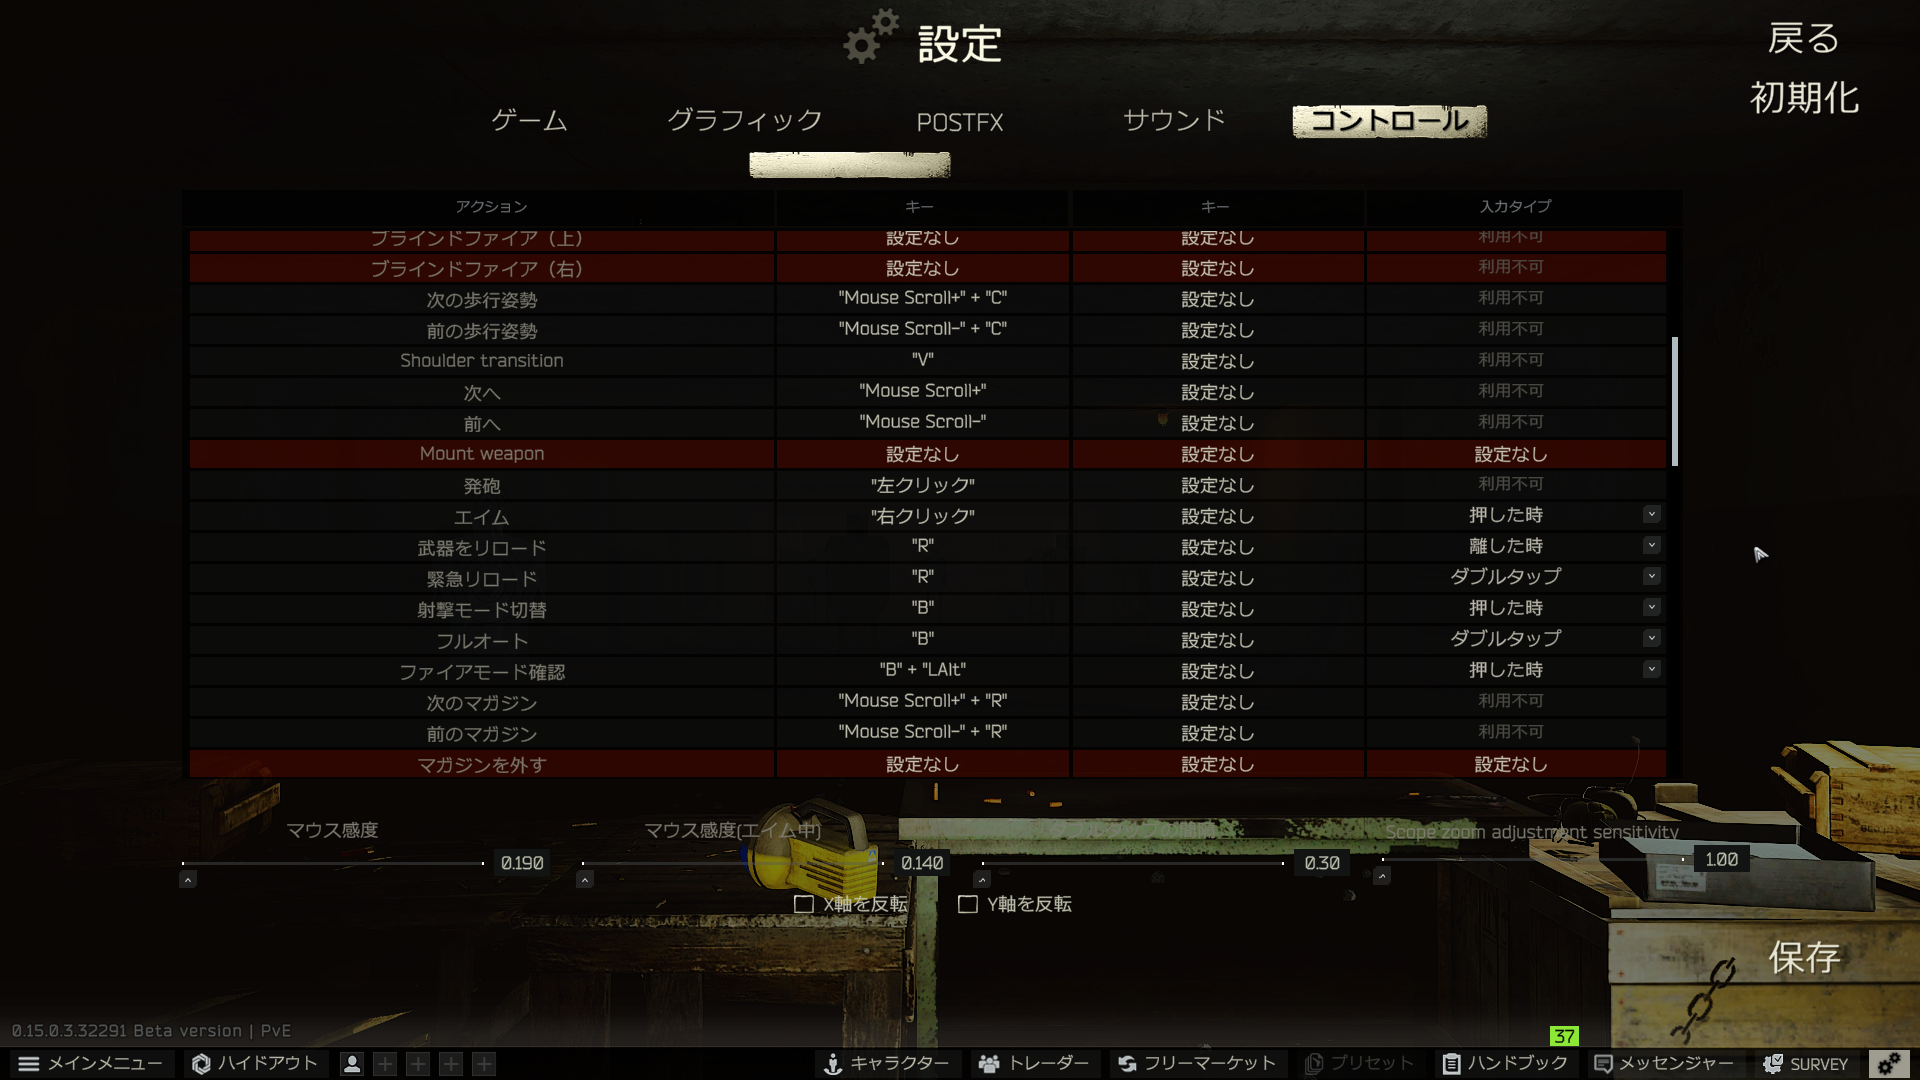 設定
戻る
初期化
ゲーム グラフィック POSTFX サウンド コントロール
アクション キー キー 入力タイプ
ブラインドファイア（上） 設定なし 設定なし 利用不可
ブラインドファイア（右） 設定なし 設定なし 利用不可
次の歩行姿勢 "Mouse Scroll+" + "C" 設定なし 利用不可
前の歩行姿勢 "Mouse Scroll-" + "C" 設定なし 利用不可
Shoulder transition "V" 設定なし 利用不可
次へ "Mouse Scroll+" 設定なし 利用不可
前へ "Mouse Scroll-" 設定なし 利用不可
Mount weapon 設定なし 設定なし 設定なし
発砲 "左クリック" 設定なし 利用不可
エイム "右クリック" 設定なし 押した時
武器をリロード "R" 設定なし 離した時
緊急リロード "R" 設定なし ダブルタップ
射撃モード切替 "B" 設定なし 押した時
フルオート "B" 設定なし ダブルタップ
ファイアモード確認 "B" + "LAlt" 設定なし 押した時
次のマガジン "Mouse Scroll+" + "R" 設定なし 利用不可
前のマガジン "Mouse Scroll-" + "R" 設定なし 利用不可
マガジンを外す 設定なし 設定なし 設定なし
マウス感度 マウス感度(エイム中) Scope zoom adjustment sensitivity
0.190 0.140 0.30 1.00
X軸を反転 Y軸を反転
保存
0.15.0.3.32291 Beta version | PvE
37
メインメニュー ハイドアウト キャラクター トレーダー フリーマーケット プリセット ハンドブック メッセンジャー SURVEY